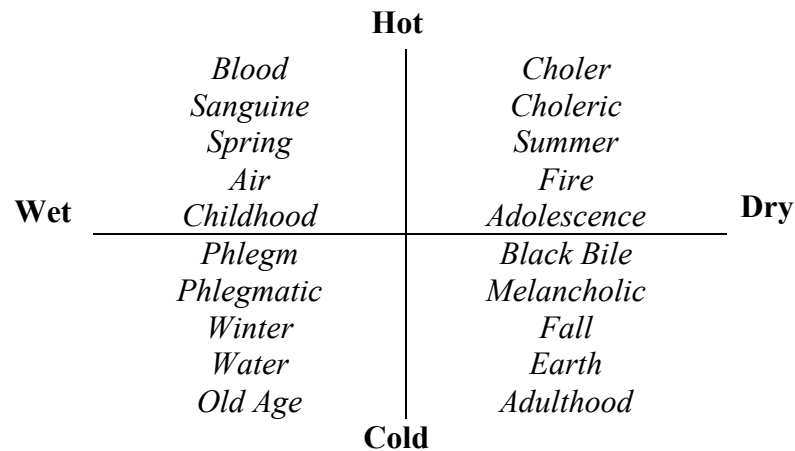 Hot
Blood Choler
Sanguine Choleric
Spring Summer
Air Fire
Wet Childhood Adolescence Dry
Phlegm Black Bile
Phlegmatic Melancholic
Winter Fall
Water Earth
Old Age Adulthood
Cold